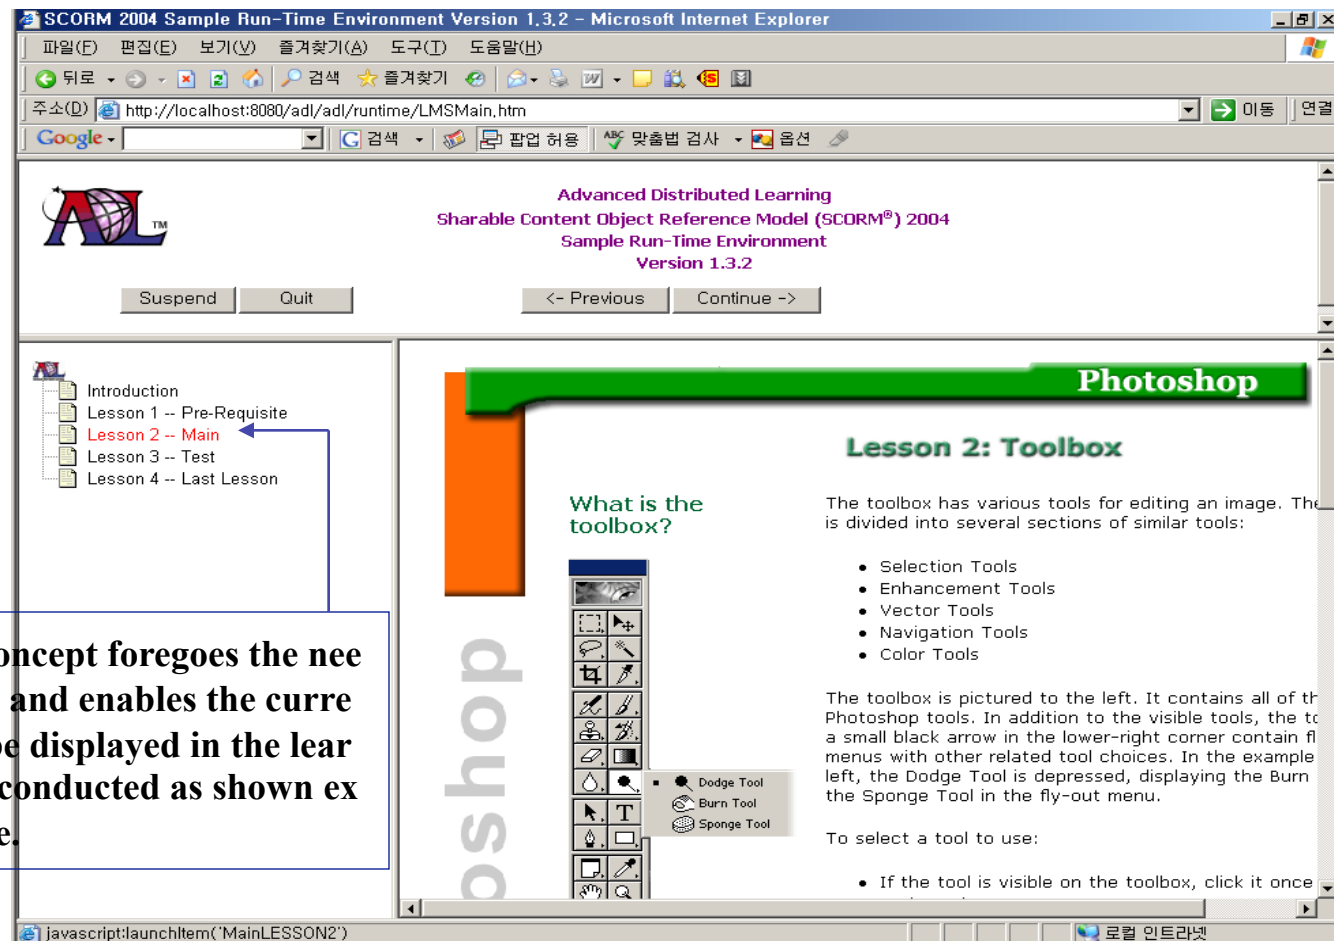 SCORM 2004 Sample Run-Time Environment Version 1.3.2 - Microsoft Internet Explorer
파일(F) 편집(E) 보기(V) 즐겨찾기(A) 도구(T) 도움말(H)
뒤로 검색 즐겨찾기
주소(D) http://localhost:8080/adl/adl/runtime/LMSMain.htm 이동 연결
Google 검색 팝업 허용 맞춤법 검사 옵션
ADL TM
Advanced Distributed Learning
Sharable Content Object Reference Model (SCORM®) 2004
Sample Run-Time Environment
Version 1.3.2
Suspend Quit <- Previous Continue ->
ADL
Introduction
Lesson 1 -- Pre-Requisite
Lesson 2 -- Main
Lesson 3 -- Test
Lesson 4 -- Last Lesson
oncept foregoes the nee
and enables the curre
be displayed in the lear
conducted as shown ex
e.
Photoshop
Lesson 2: Toolbox
What is the
toolbox?
oshop
Dodge Tool
Burn Tool
Sponge Tool
The toolbox has various tools for editing an image. The
is divided into several sections of similar tools:
• Selection Tools
• Enhancement Tools
• Vector Tools
• Navigation Tools
• Color Tools
The toolbox is pictured to the left. It contains all of th
Photoshop tools. In addition to the visible tools, the to
a small black arrow in the lower-right corner contain fl
menus with other related tool choices. In the example
left, the Dodge Tool is depressed, displaying the Burn
the Sponge Tool in the fly-out menu.
To select a tool to use:
• If the tool is visible on the toolbox, click it once
javascript:launchItem('MainLESSON2') 로컬 인트라넷